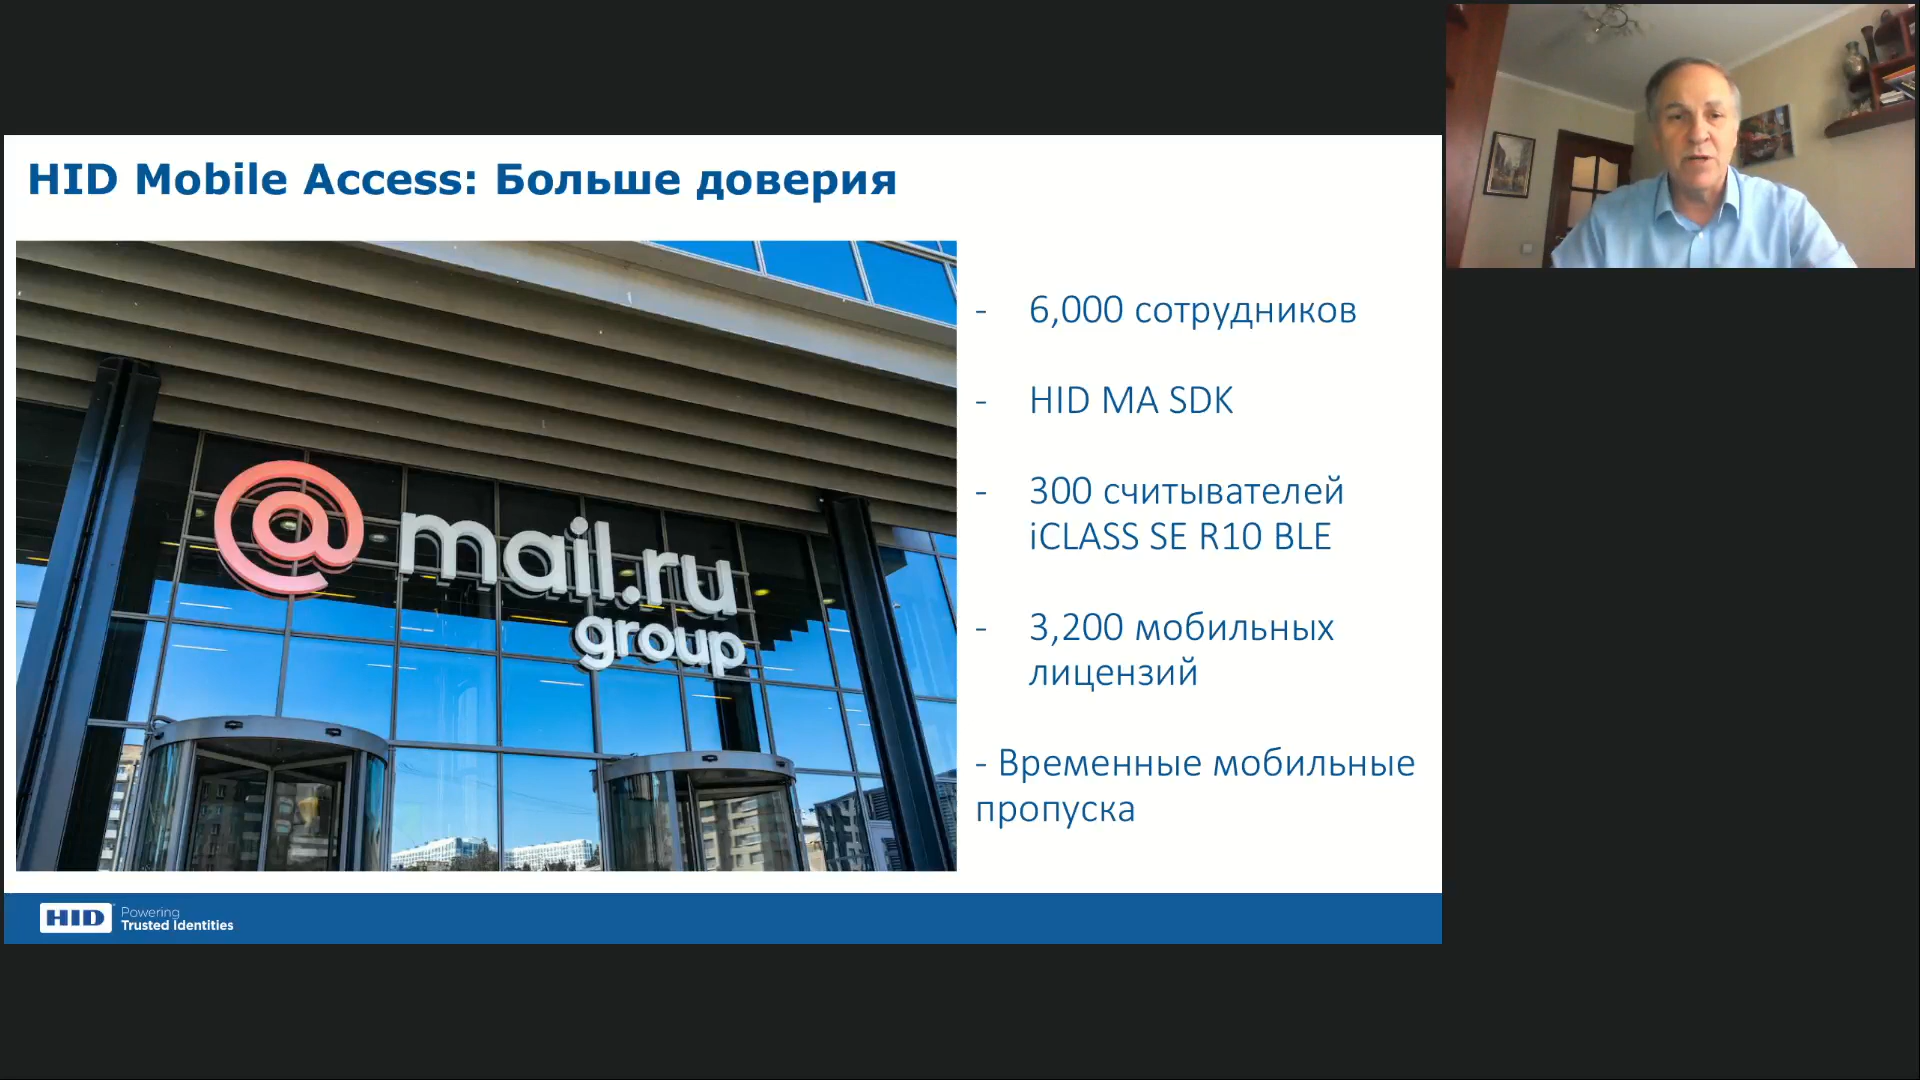 HID Mobile Access: Больше доверия
@mail.ru
group
- 6,000 сотрудников
- HID MA SDK
- 300 считывателей
iCLASS SE R10 BLE
- 3,200 мобильных
лицензий
- Временные мобильные
пропуска
HID Powering
Trusted Identities